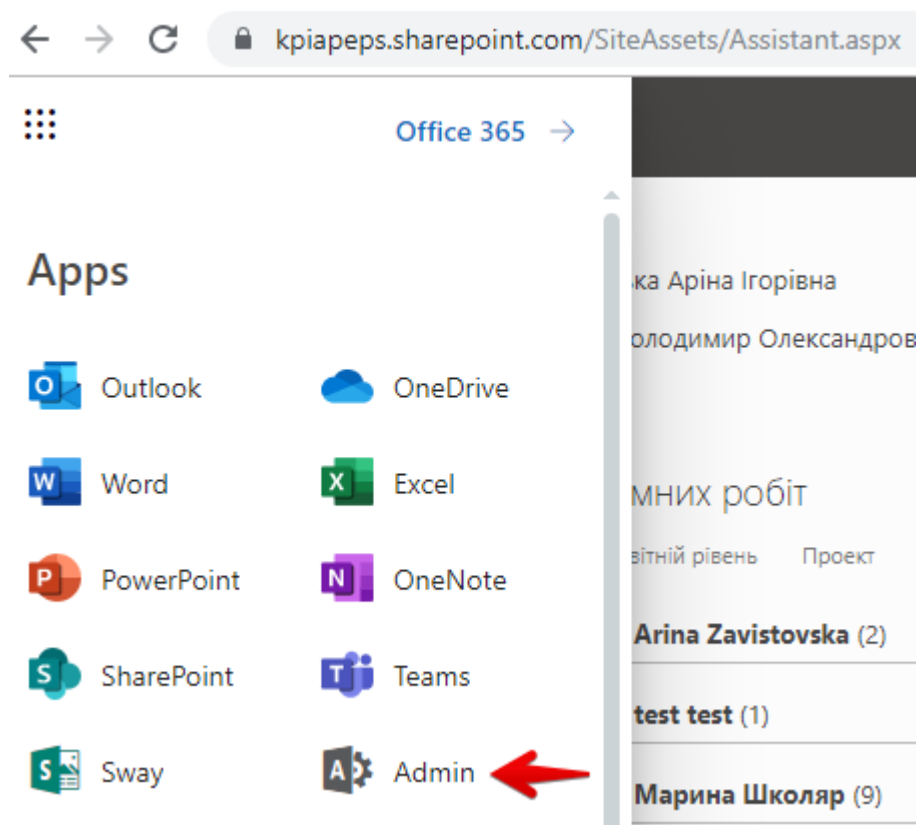 kpiapeps.sharepoint.com/SiteAssets/Assistant.aspx
Office 365
Apps
Outlook
OneDrive
Word
Excel
PowerPoint
OneNote
SharePoint
Teams
Sway
Admin
ка Аріна Ігорівна
олодимир Олександров
мних робіт
вітній рівень Проект
Arina Zavistovska (2)
test test (1)
Марина Школяр (9)